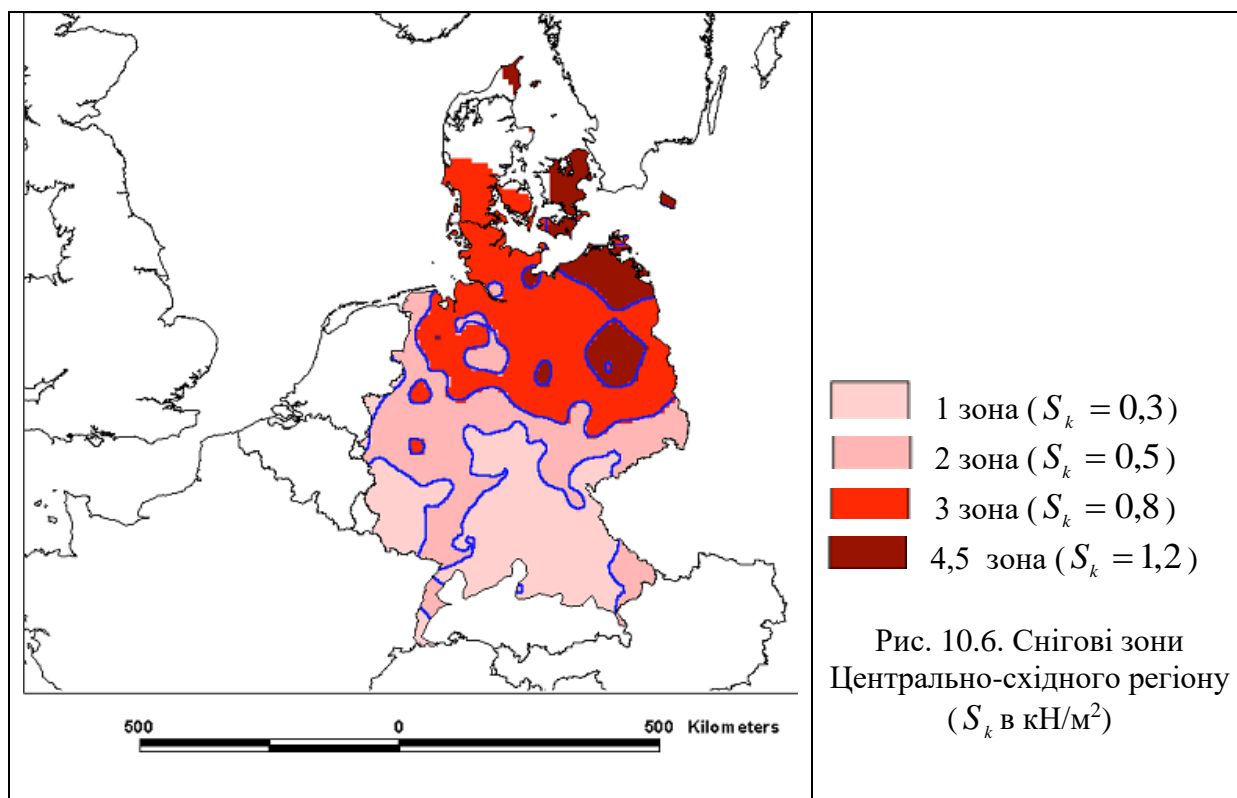 500 0 500 Kilometers
1 зона ( S_k = 0,3 )
2 зона ( S_k = 0,5 )
3 зона ( S_k = 0,8 )
4,5 зона ( S_k = 1,2 )
Рис. 10.6. Снігові зони
Центрально-східного регіону
( S_k в кН/м²)